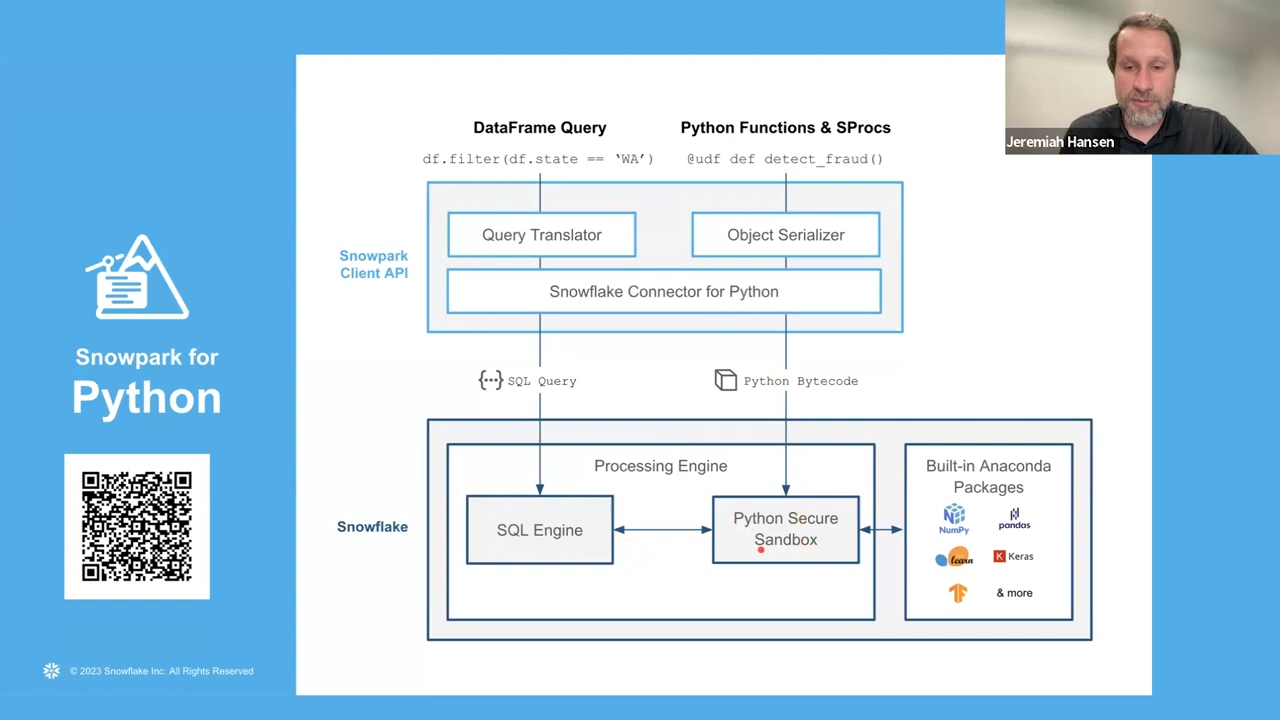 Jeremiah Hansen
Snowpark for
Python
© 2023 Snowflake Inc. All Rights Reserved
DataFrame Query
df.filter(df.state == ‘WA’)
Python Functions & SProcs
@udf def detect_fraud()
Snowpark
Client API
Query Translator
Object Serializer
Snowflake Connector for Python
{...} SQL Query
Python Bytecode
Snowflake
Processing Engine
SQL Engine
Python Secure
Sandbox
Built-in Anaconda
Packages
NumPy
pandas
learn
K Keras
TF
& more